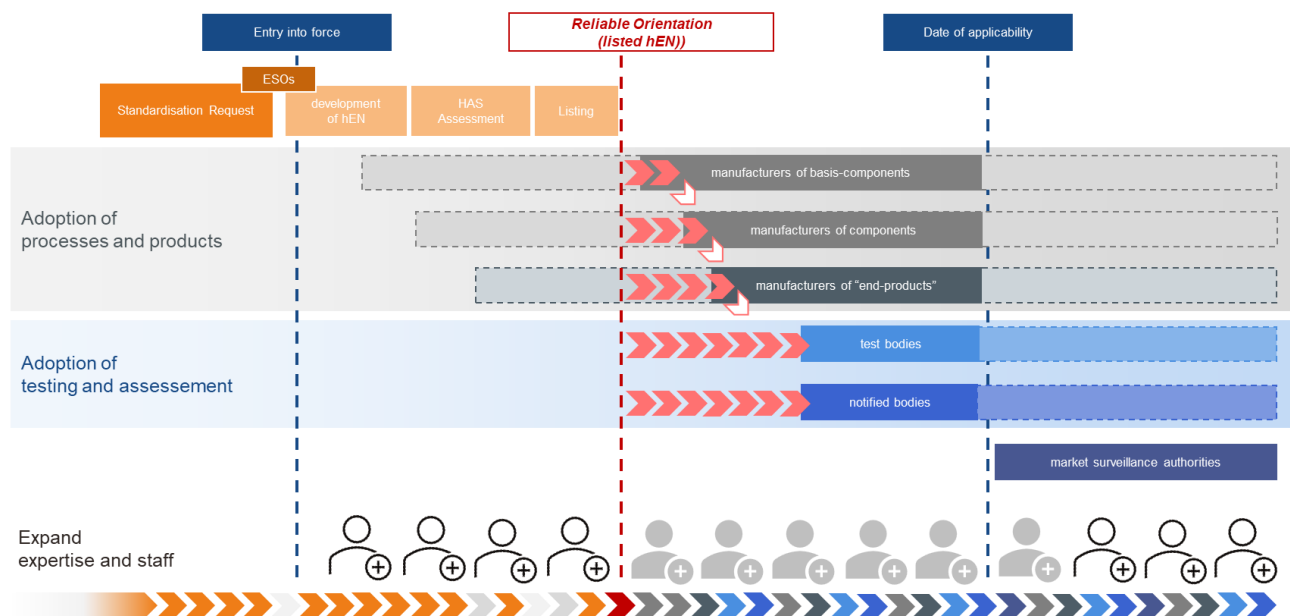 Entry into force
Reliable Orientation
(listed hEN))
Date of applicability
ESOs
Standardisation Request
development
of hEN
HAS
Assessment
Listing
Adoption of
processes and products
manufacturers of basis-components
manufacturers of components
manufacturers of "end-products"
Adoption of
testing and assessement
test bodies
notified bodies
market surveillance authorities
Expand
expertise and staff